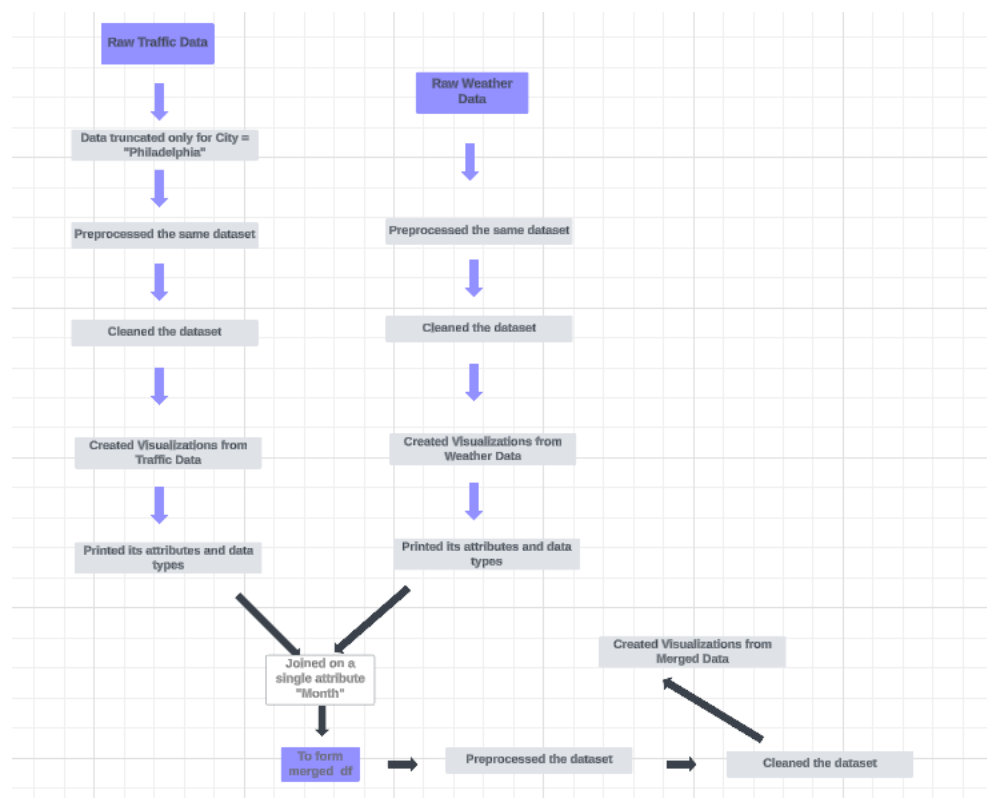 Raw Traffic Data
Data truncated only for City =
"Philadelphia"
Preprocessed the same dataset
Cleaned the dataset
Created Visualizations from
Traffic Data
Printed its attributes and data
types
Raw Weather
Data
Preprocessed the same dataset
Cleaned the dataset
Created Visualizations from
Weather Data
Printed its attributes and data
types
Joined on a
single attribute
"Month"
To form
merged_df
Preprocessed the dataset
Cleaned the dataset
Created Visualizations from
Merged Data